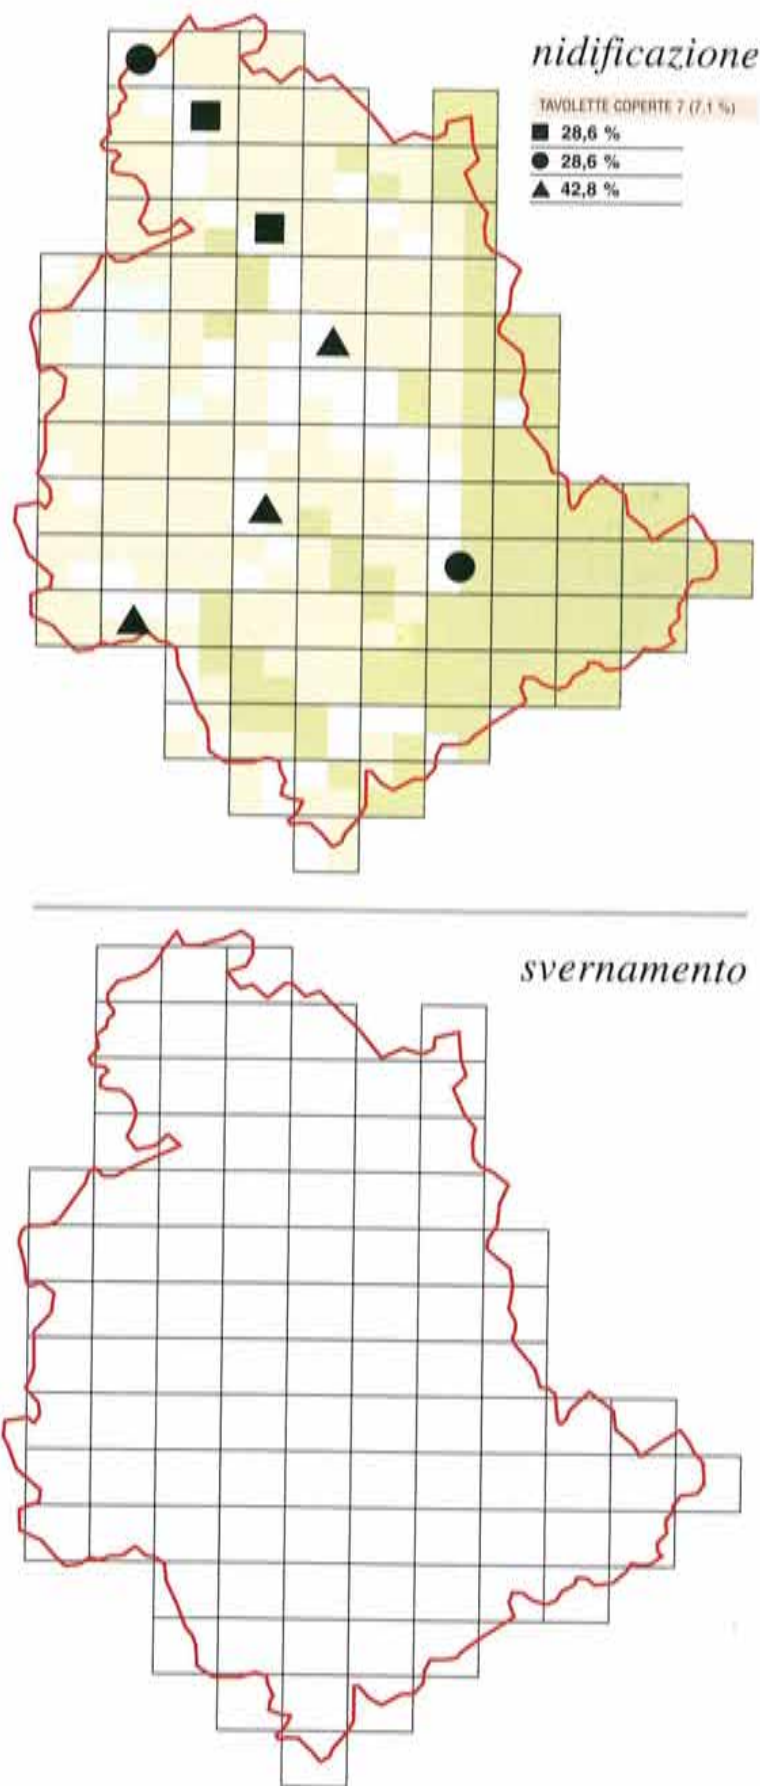 nidificazione
TAVOLETTE COPERTE 7 (7,1 %)
■ 28,6 %
● 28,6 %
▲ 42,8 %
svernamento